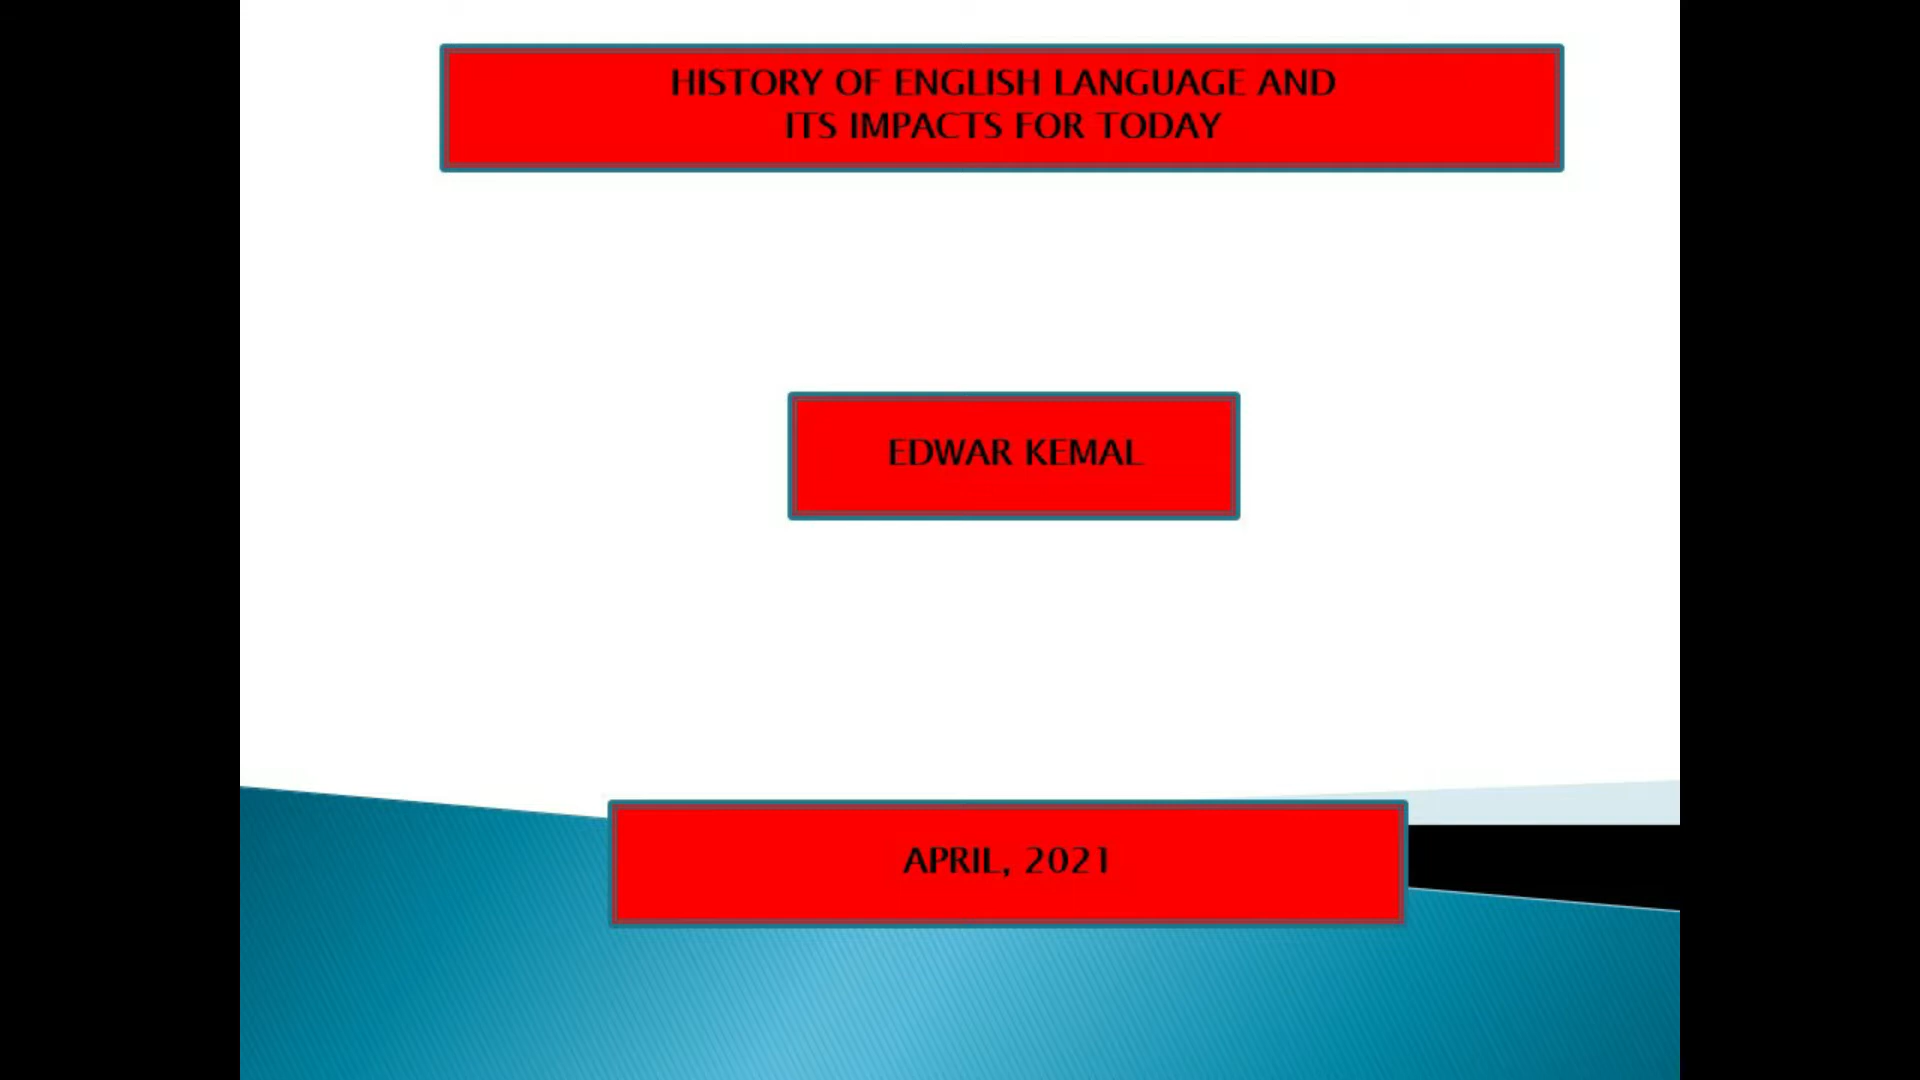 HISTORY OF ENGLISH LANGUAGE AND
ITS IMPACTS FOR TODAY
EDWAR KEMAL
APRIL, 2021